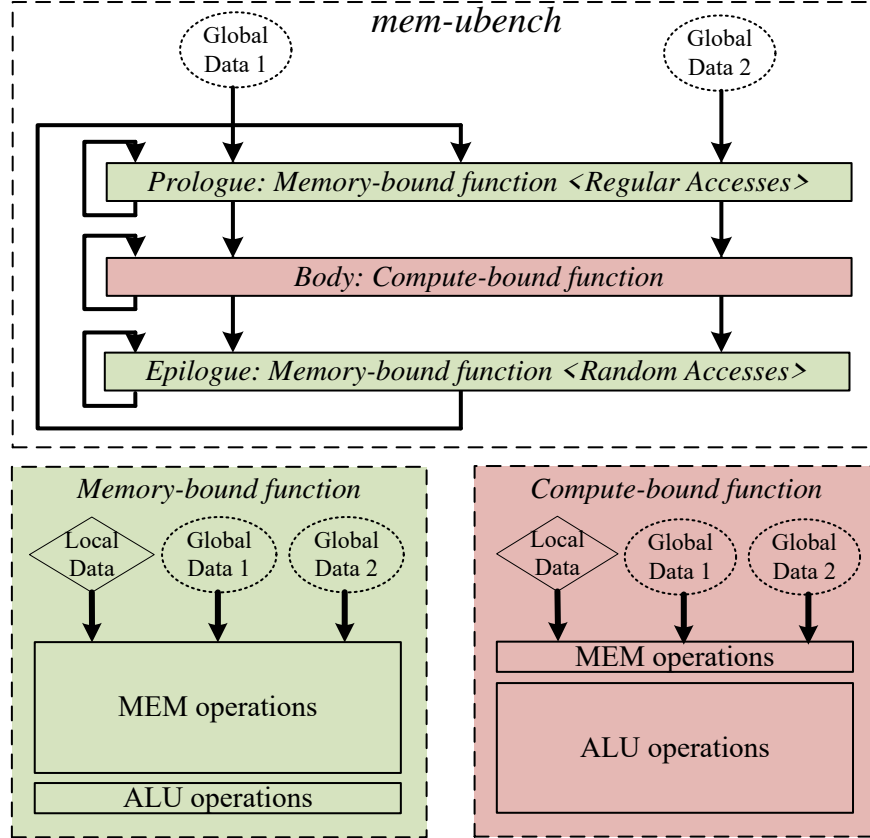 mem-ubench
Global
Data 1
Global
Data 2
Prologue: Memory-bound function <Regular Accesses>
Body: Compute-bound function
Epilogue: Memory-bound function <Random Accesses>
Memory-bound function
Local
Data
Global
Data 1
Global
Data 2
MEM operations
ALU operations
Compute-bound function
Local
Data
Global
Data 1
Global
Data 2
MEM operations
ALU operations